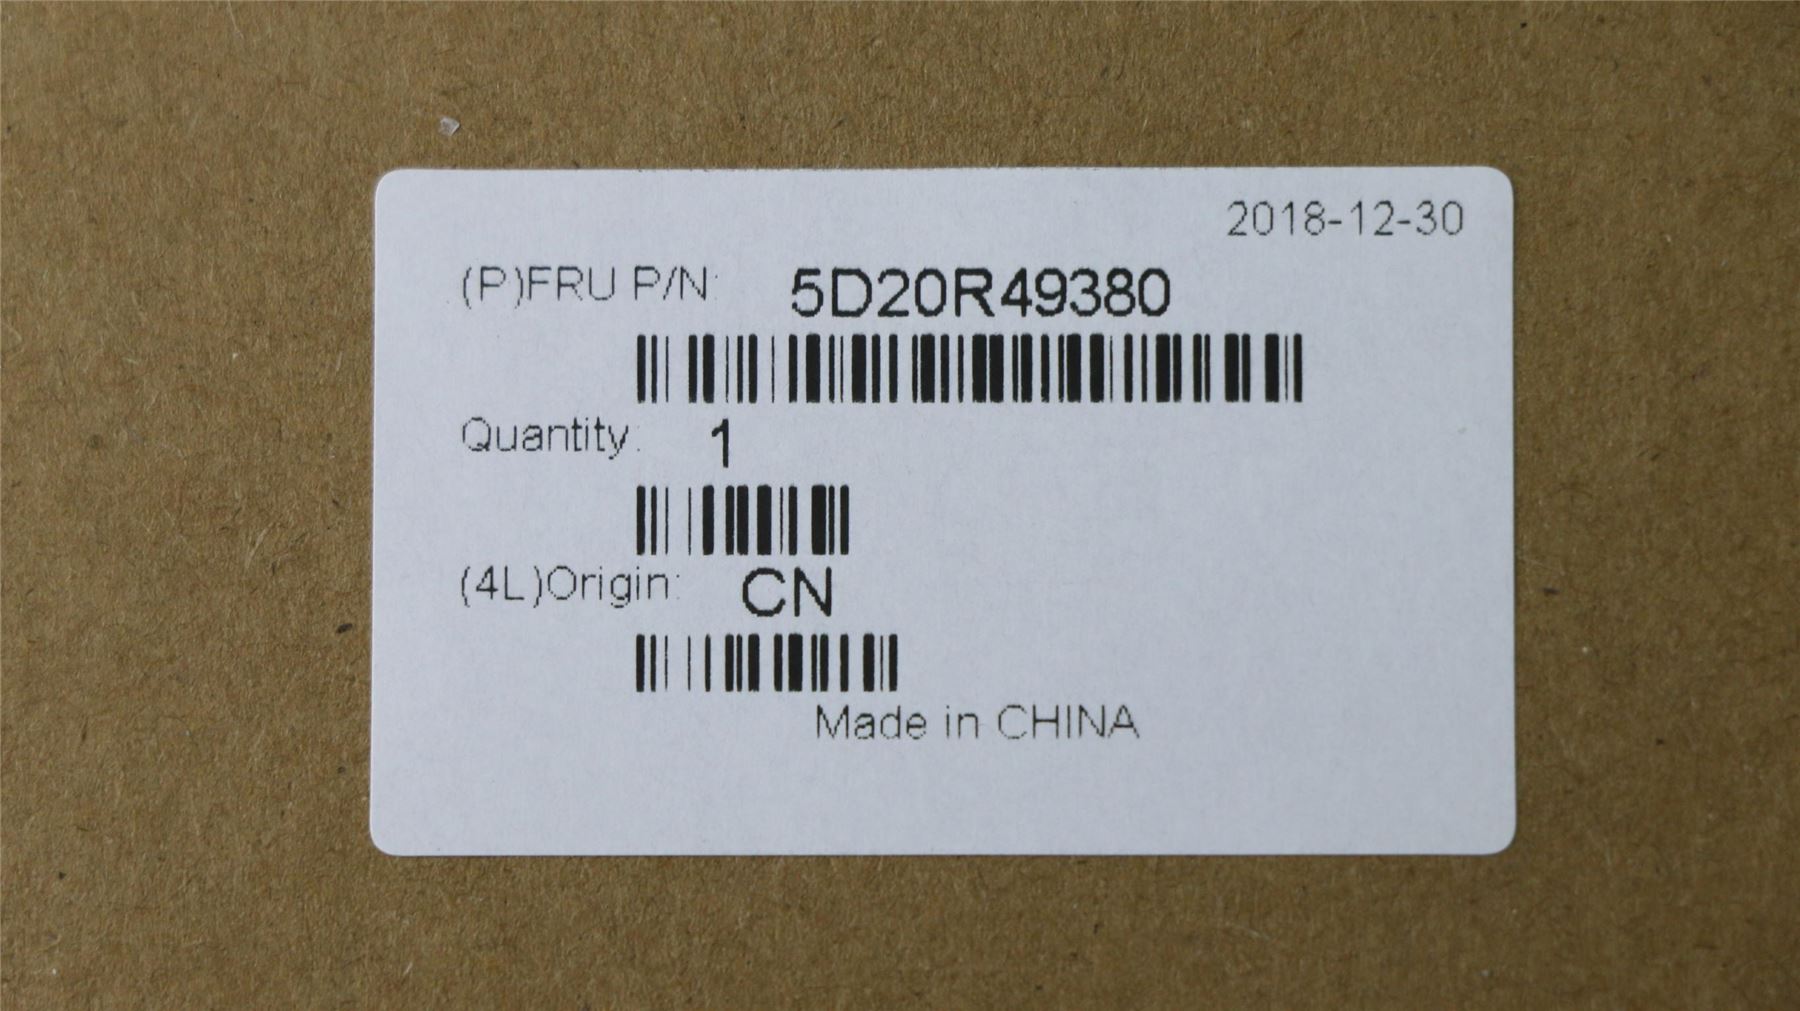 2018-12-30
(P)FRU P/N: 5D20R49380
Quantity: 1
(4L)Origin: CN
Made in CHINA